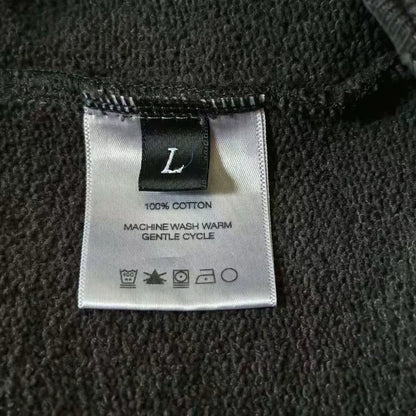 L
100% COTTON
MACHINE WASH WARM
GENTLE CYCLE